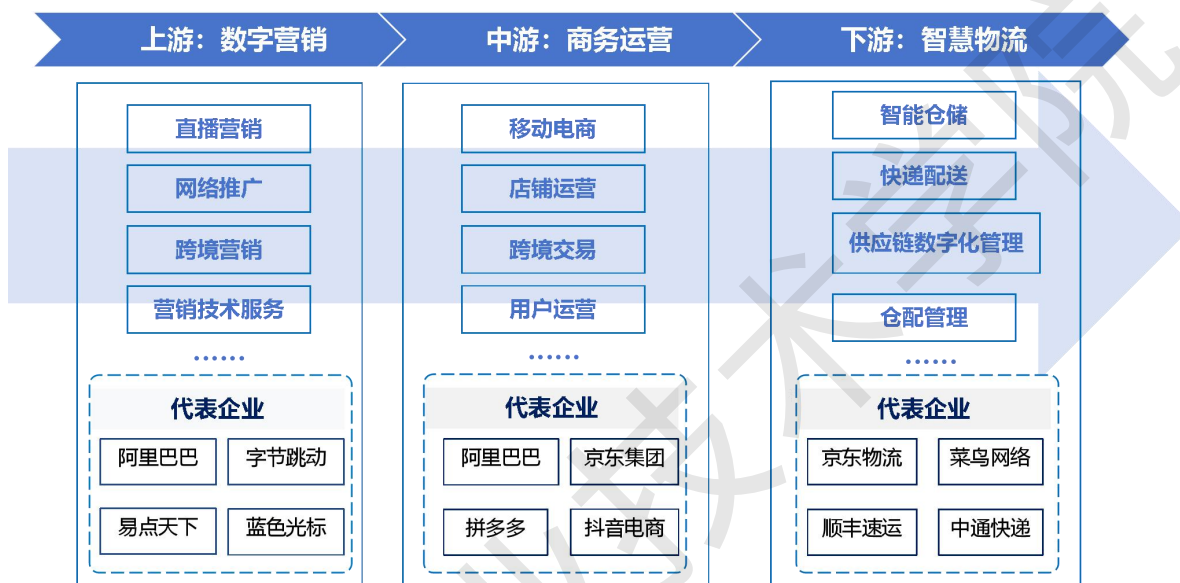 上游：数字营销
中游：商务运营
下游：智慧物流
直播营销
网络推广
跨境营销
营销技术服务
......
代表企业
阿里巴巴 字节跳动
易点天下 蓝色光标
移动电商
店铺运营
跨境交易
用户运营
......
代表企业
阿里巴巴 京东集团
拼多多 抖音电商
智能仓储
快递配送
供应链数字化管理
仓配管理
......
代表企业
京东物流 菜鸟网络
顺丰速运 中通快递
业技术学院